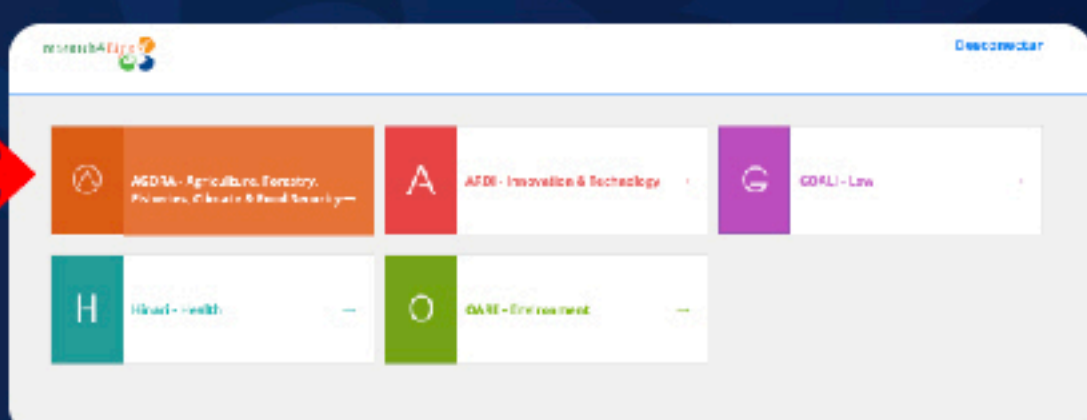 research4life
Desconectar
AGORA - Agriculture, Forestry,
Fisheries, Climate & Food Security
A
ARDI - Innovation & Technology
G
GOALI - Law
H
Hinari - Health
O
OARE - Environment